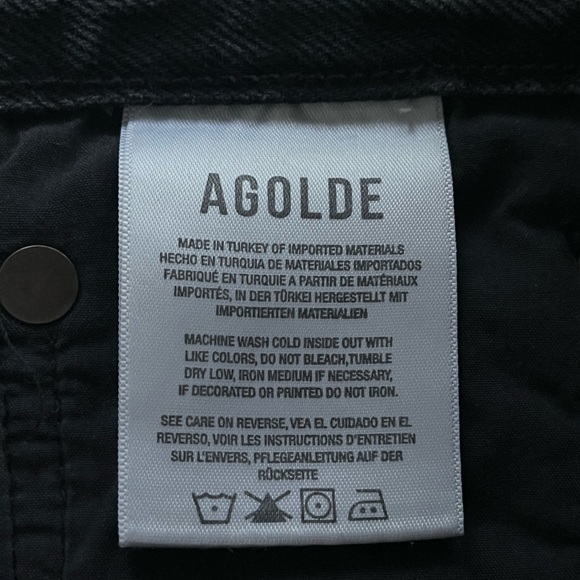 AGOLDE
MADE IN TURKEY OF IMPORTED MATERIALS
HECHO EN TURQUIA DE MATERIALES IMPORTADOS
FABRIQUÉ EN TURQUIE A PARTIR DE MATÉRIAUX
IMPORTÉS, IN DER TÜRKEI HERGESTELLT MIT
IMPORTIERTEN MATERIALIEN
MACHINE WASH COLD INSIDE OUT WITH
LIKE COLORS, DO NOT BLEACH,TUMBLE
DRY LOW, IRON MEDIUM IF NECESSARY,
IF DECORATED OR PRINTED DO NOT IRON.
SEE CARE ON REVERSE, VEA EL CUIDADO EN EL
REVERSO, VOIR LES INSTRUCTIONS D'ENTRETIEN
SUR L'ENVERS, PFLEGEANLEITUNG AUF DER
RÜCKSEITE